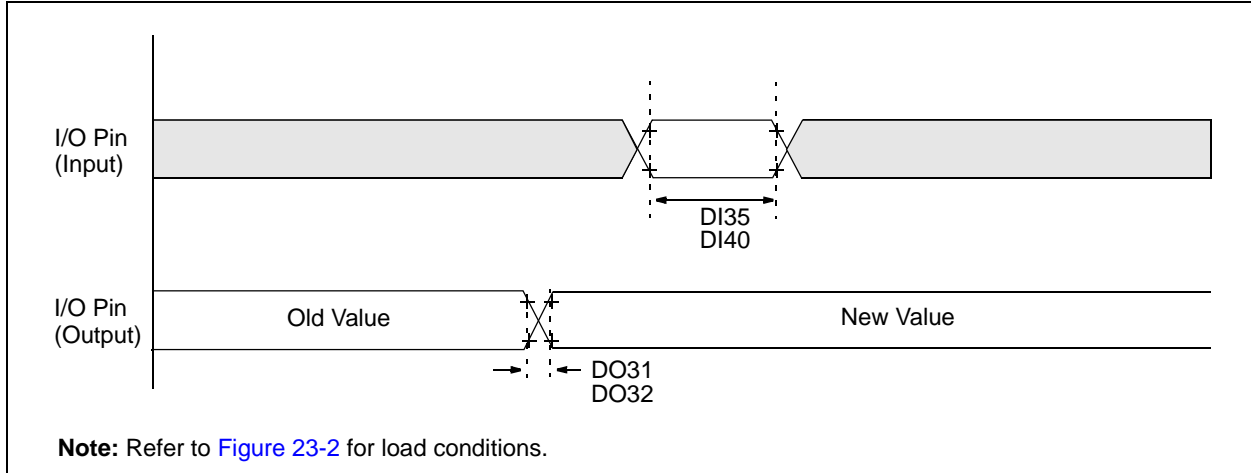 I/O Pin
(Input)
DI35
DI40
I/O Pin
(Output)
Old Value
New Value
DO31
DO32
Note: Refer to Figure 23-2 for load conditions.